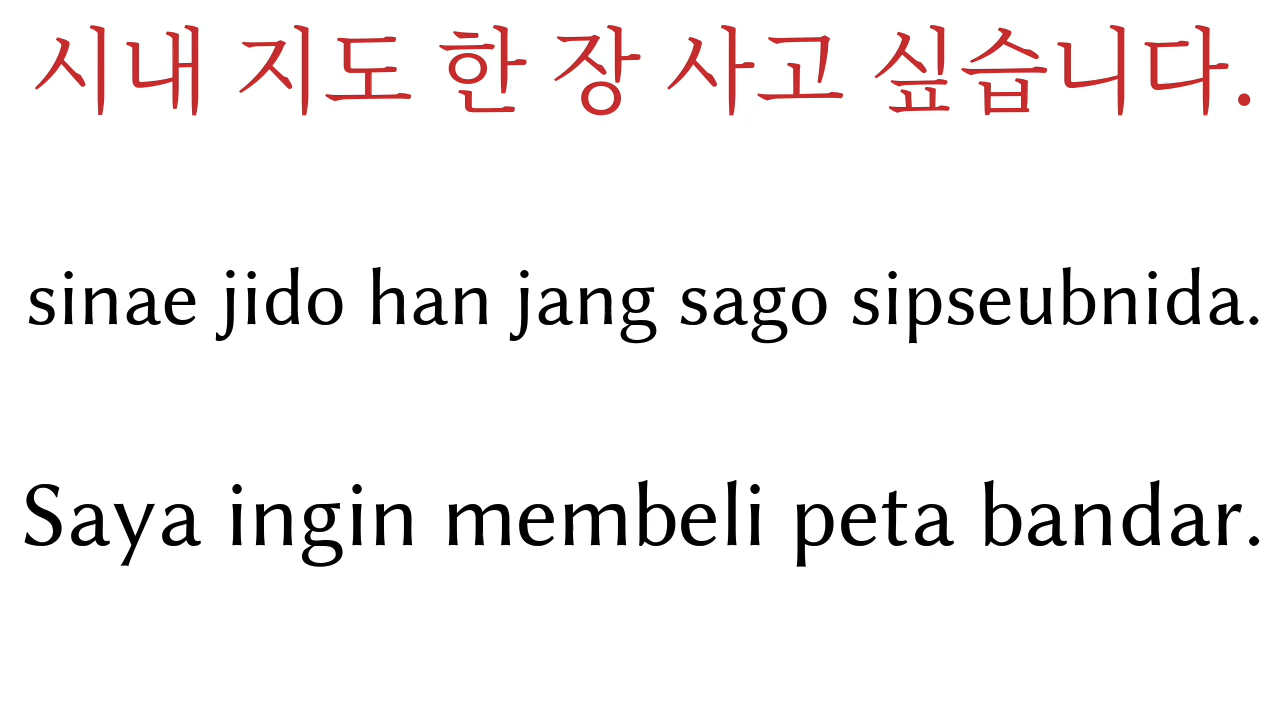 시내 지도 한 장 사고 싶습니다.
sinae jido han jang sago sipseubnida.
Saya ingin membeli peta bandar.